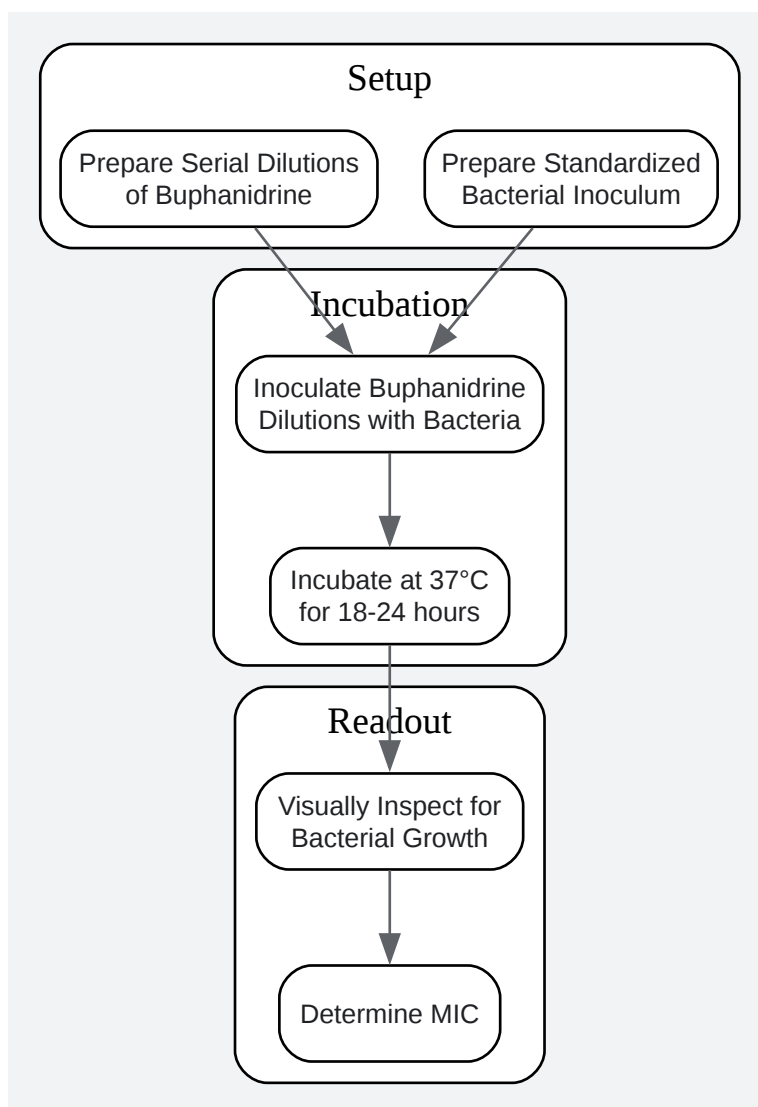 Setup
Prepare Serial Dilutions
of Buphanidrine
Prepare Standardized
Bacterial Inoculum
Incubation
Inoculate Buphanidrine
Dilutions with Bacteria
Incubate at 37°C
for 18-24 hours
Readout
Visually Inspect for
Bacterial Growth
Determine MIC